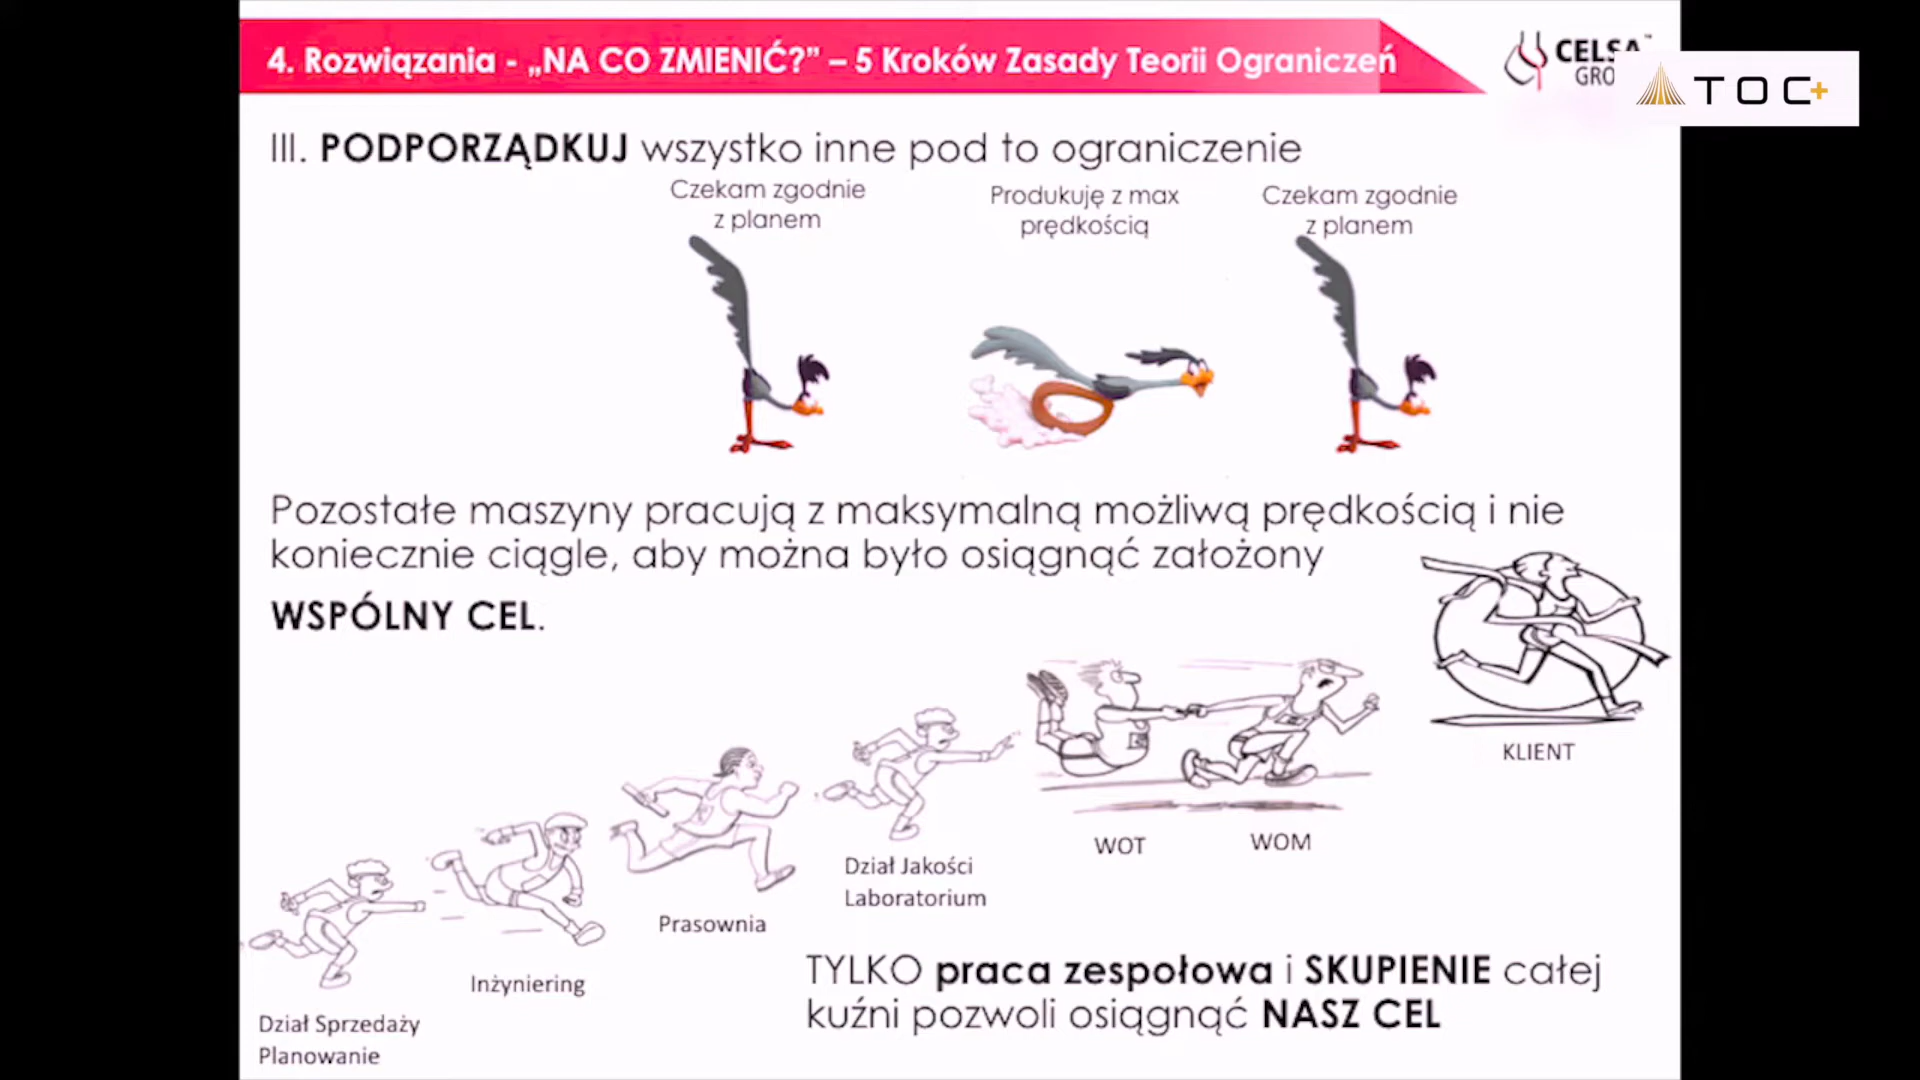 4. Rozwiązania - „NA CO ZMIENIĆ?” – 5 Kroków Zasady Teorii Ograniczeń
CELSA™
GRO
TOC+
III. PODPORZĄDKUJ wszystko inne pod to ograniczenie
Czekam zgodnie
z planem
Produkuję z max
prędkością
Czekam zgodnie
z planem
Pozostałe maszyny pracują z maksymalną możliwą prędkością i nie
koniecznie ciągle, aby można było osiągnąć założony
WSPÓLNY CEL.
KLIENT
WOT
WOM
Dział Jakości
Laboratorium
Prasownia
Inżyniering
Dział Sprzedaży
Planowanie
TYLKO praca zespołowa i SKUPIENIE całej
kuźni pozwoli osiągnąć NASZ CEL